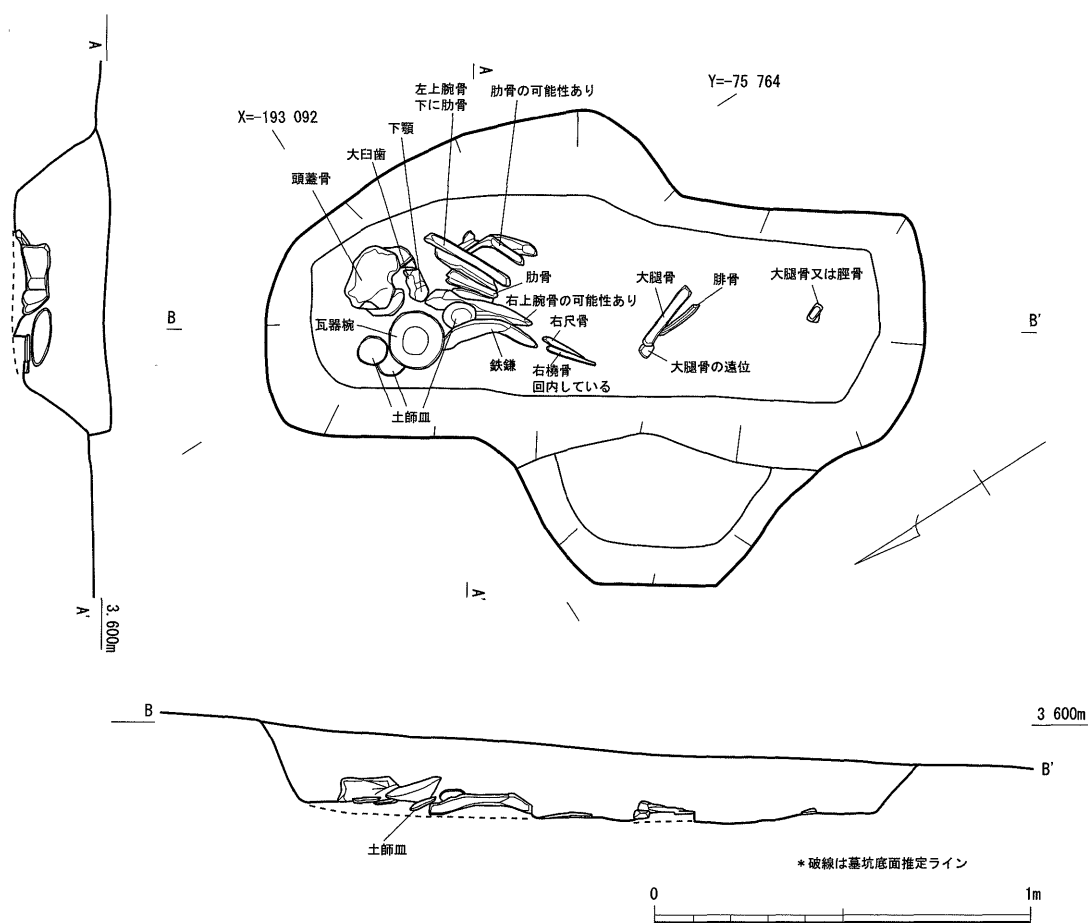 A
A
左上腕骨
下に肋骨
肋骨の可能性あり
Y=-75 764
X=-193 092
下顎
大臼歯
頭蓋骨
肋骨
大腿骨
腓骨
大腿骨又は脛骨
右上腕骨の可能性あり
B
瓦器椀
右尺骨
B'
鉄鎌
右橈骨
回内している
大腿骨の遠位
土師皿
A'
A'
3.600m
B
3 600m
B'
土師皿
*破線は墓坑底面推定ライン
0
1m